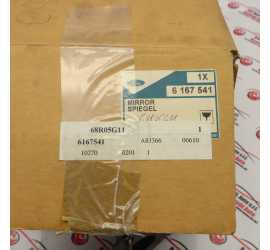 1X
6 167 541
MIRROR
SPIEGEL
68R05G11 1
6167541 A83366 00610
10270 0201 1